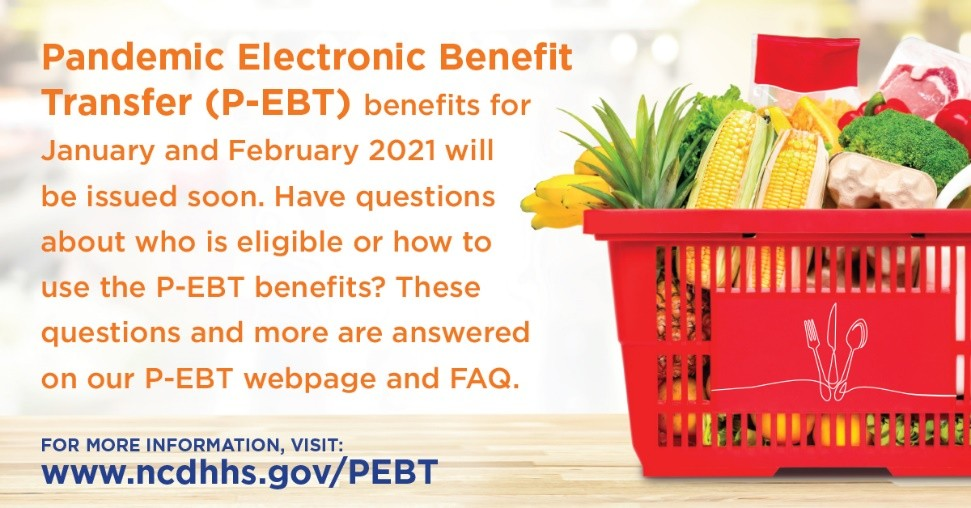 Pandemic Electronic Benefit
Transfer (P-EBT) benefits for
January and February 2021 will
be issued soon. Have questions
about who is eligible or how to
use the P-EBT benefits? These
questions and more are answered
on our P-EBT webpage and FAQ.
FOR MORE INFORMATION, VISIT:
www.ncdhhs.gov/PEBT